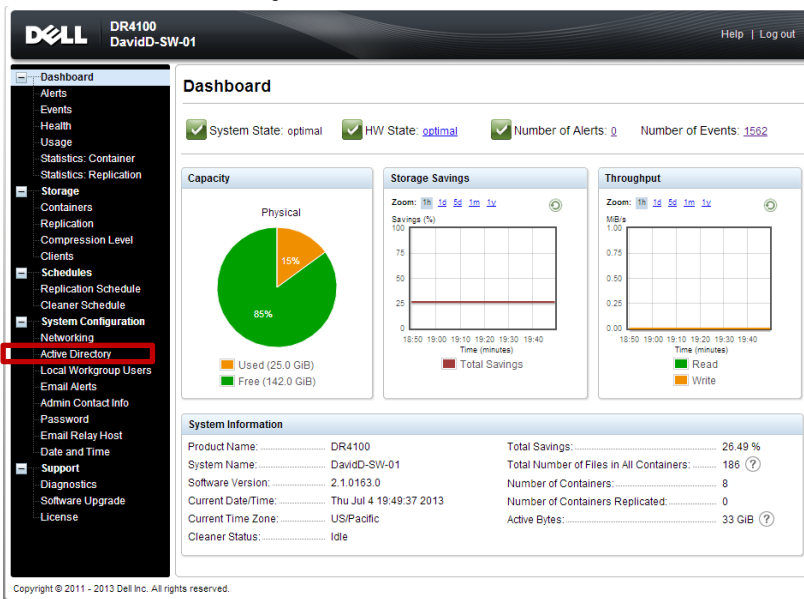 DELL
DR4100
DavidD-SW-01
Help | Log out
Dashboard
Alerts
Events
Health
Usage
Statistics: Container
Statistics: Replication
Storage
Containers
Replication
Compression Level
Clients
Schedules
Replication Schedule
Cleaner Schedule
System Configuration
Networking
Active Directory
Local Workgroup Users
Email Alerts
Admin Contact Info
Password
Email Relay Host
Date and Time
Support
Diagnostics
Software Upgrade
License
Dashboard
System State: optimal HW State: optimal Number of Alerts: 0 Number of Events: 1562
Capacity
Physical
15%
85%
Used (25.0 GiB)
Free (142.0 GiB)
Storage Savings
Zoom: 1h 1d 5d 1m 1y
Savings (%)
100
75
50
25
0
18:50 19:00 19:10 19:20 19:30 19:40
Time (minutes)
Total Savings
Throughput
Zoom: 1h 1d 5d 1m 1y
MiB/s
1.00
0.75
0.50
0.25
0.00
18:50 19:00 19:10 19:20 19:30 19:40
Time (minutes)
Read
Write
System Information
Product Name: DR4100
System Name: DavidD-SW-01
Software Version: 2.1.0163.0
Current Date/Time: Thu Jul 4 19:49:37 2013
Current Time Zone: US/Pacific
Cleaner Status: Idle
Total Savings: 26.49 %
Total Number of Files in All Containers: 186 ?
Number of Containers: 8
Number of Containers Replicated: 0
Active Bytes: 33 GiB ?
Copyright © 2011 - 2013 Dell Inc. All rights reserved.